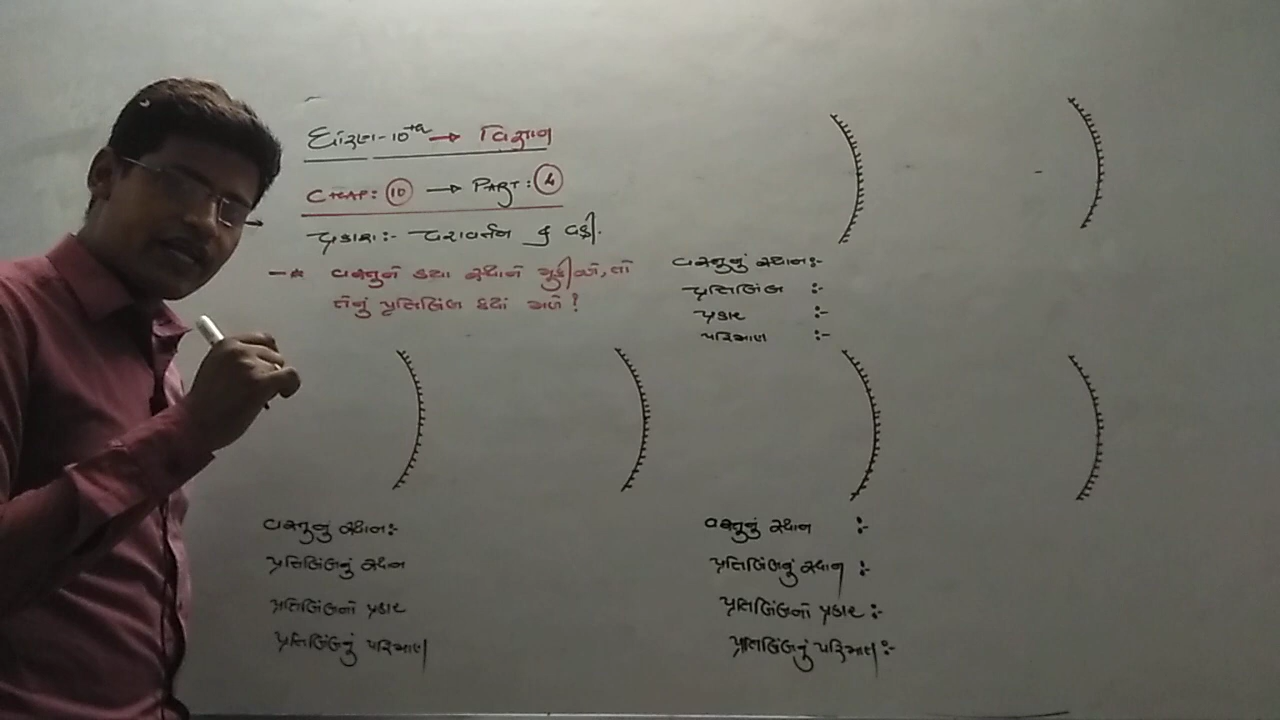 ધોરણ-10th → વિજ્ઞાન
CHAP: 10 → PART: 4
પ્રકાશ:- પરાવર્તન & વક્રી.
-* વસ્તુને કયા સ્થાને મૂકીએ, તો
તેનું પ્રતિબિંબ કયાં મળે?
વસ્તુનું સ્થાન:-
પ્રતિબિંબ :-
પ્રકાર :-
પરિમાણ :-
વસ્તુનું સ્થાન:-
પ્રતિબિંબનું સ્થાન
પ્રતિબિંબનો પ્રકાર
પ્રતિબિંબનું પરિમાણ
વસ્તુનું સ્થાન :-
પ્રતિબિંબનું સ્થાન :-
પ્રતિબિંબનો પ્રકાર :-
પ્રતિબિંબનું પરિમાણ:-